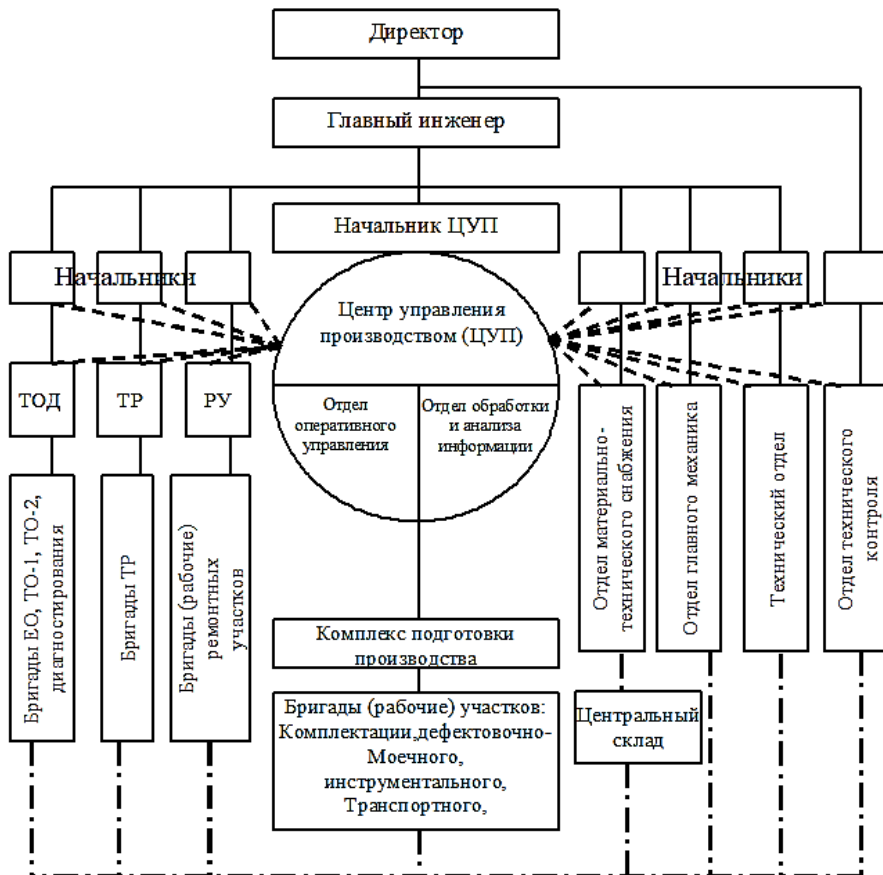 Директор
Главный инженер
Начальник ЦУП
Начальники
Начальники
Центр управления
производством (ЦУП)
ТОД
ТР
РУ
Отдел
оперативного
управления
Отдел обработки
и анализа
информации
Бригады ЕО, ТО-1, ТО-2,
диагностирования
Бригады ТР
Бригады (рабочие)
ремонтных
участков
Отдел материально-
технического снабжения
Отдел главного механика
Технический отдел
Отдел технического
контроля
Комплекс подготовки
производства
Бригады (рабочие) участков:
Комплектации,дефектовочно-
Моечного,
инструментального,
Транспортного,
Центральный
склад